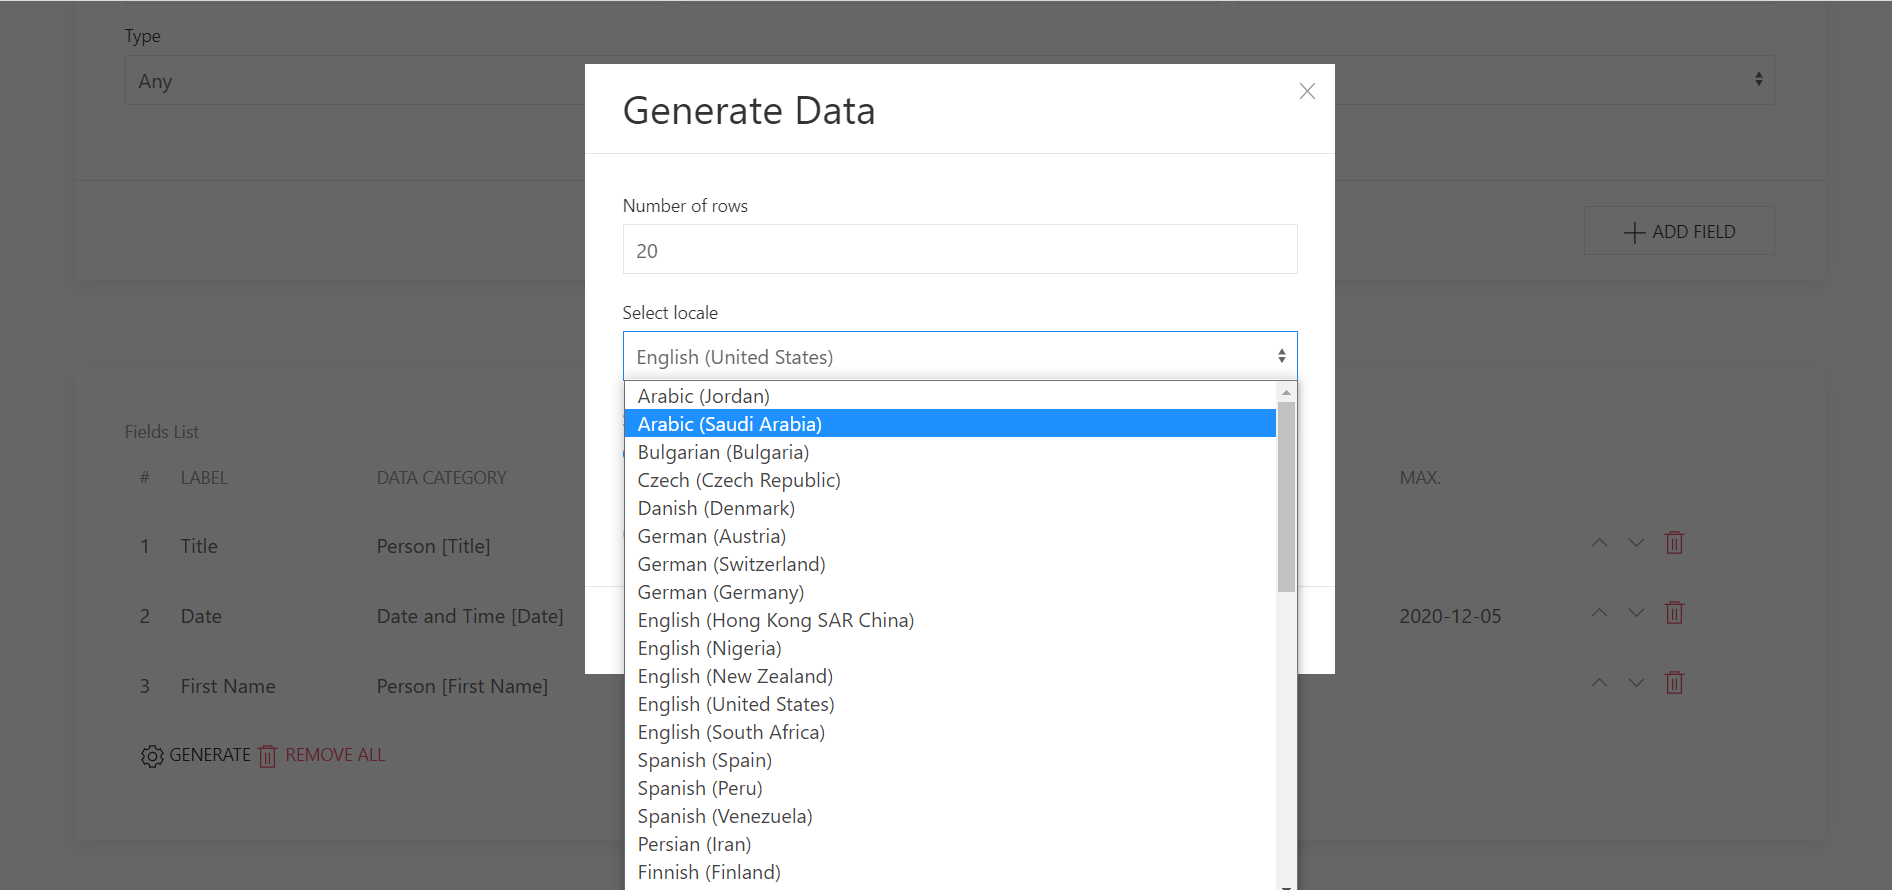 Type
Any
Generate Data
Number of rows
20
ADD FIELD
Select locale
English (United States)
Arabic (Jordan)
Arabic (Saudi Arabia)
Bulgarian (Bulgaria)
Czech (Czech Republic)
Danish (Denmark)
German (Austria)
German (Switzerland)
German (Germany)
English (Hong Kong SAR China)
English (Nigeria)
English (New Zealand)
English (United States)
English (South Africa)
Spanish (Spain)
Spanish (Peru)
Spanish (Venezuela)
Persian (Iran)
Finnish (Finland)
Fields List
# LABEL DATA CATEGORY MAX.
1 Title Person [Title]
2 Date Date and Time [Date] 2020-12-05
3 First Name Person [First Name]
GENERATE REMOVE ALL